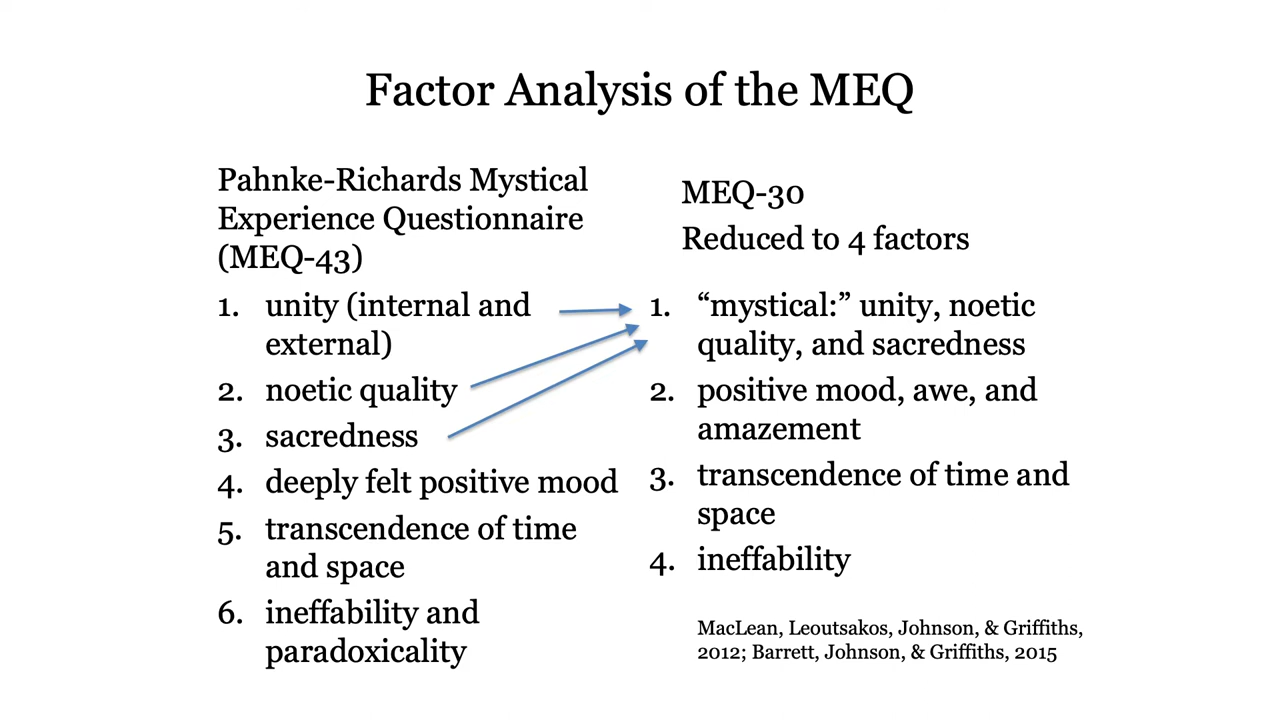 Factor Analysis of the MEQ
Pahnke-Richards Mystical
Experience Questionnaire
(MEQ-43)
1. unity (internal and
external)
2. noetic quality
3. sacredness
4. deeply felt positive mood
5. transcendence of time
and space
6. ineffability and
paradoxicality
MEQ-30
Reduced to 4 factors
1. “mystical:” unity, noetic
quality, and sacredness
2. positive mood, awe, and
amazement
3. transcendence of time and
space
4. ineffability
MacLean, Leoutsakos, Johnson, & Griffiths,
2012; Barrett, Johnson, & Griffiths, 2015